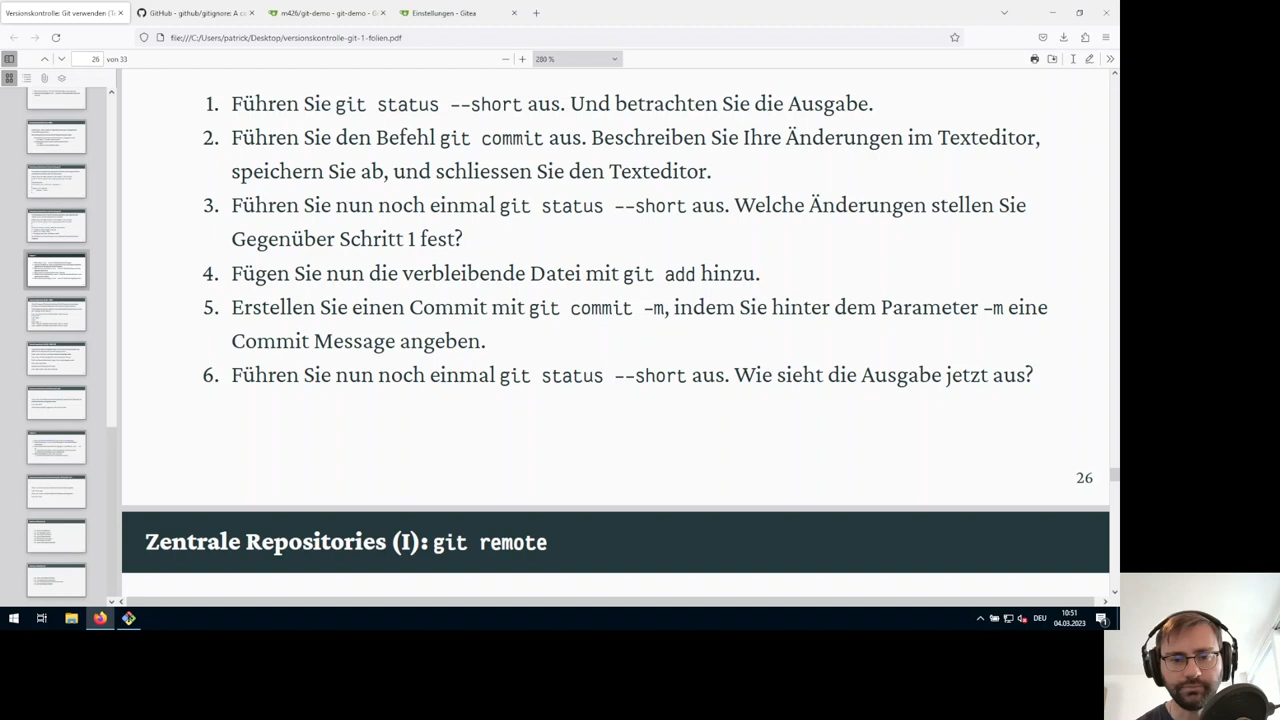 Versionskontrolle: Git verwenden (T
GitHub - github/gitignore: A co
m426/git-demo - git-demo - G
Einstellungen - Gitea
file:///C:/Users/patrick/Desktop/versionskontrolle-git-1-folien.pdf
26 von 33
280 %
1. Führen Sie git status --short aus. Und betrachten Sie die Ausgabe.
2. Führen Sie den Befehl git commit aus. Beschreiben Sie Ihre Änderungen im Texteditor,
speichern Sie ab, und schliessen Sie den Texteditor.
3. Führen Sie nun noch einmal git status --short aus. Welche Änderungen stellen Sie
Gegenüber Schritt 1 fest?
4. Fügen Sie nun die verbleibende Datei mit git add hinzu.
5. Erstellen Sie einen Commit mit git commit -m, indem Sie hinter dem Parameter -m eine
Commit Message angeben.
6. Führen Sie nun noch einmal git status --short aus. Wie sieht die Ausgabe jetzt aus?
26
Zentrale Repositories (I): git remote
DEU
10:51
04.03.2023